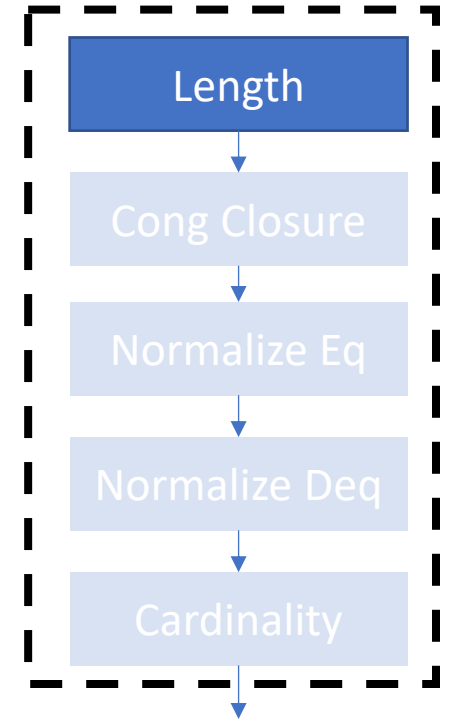 Length
Cong Closure
Normalize Eq
Normalize Deq
Cardinality